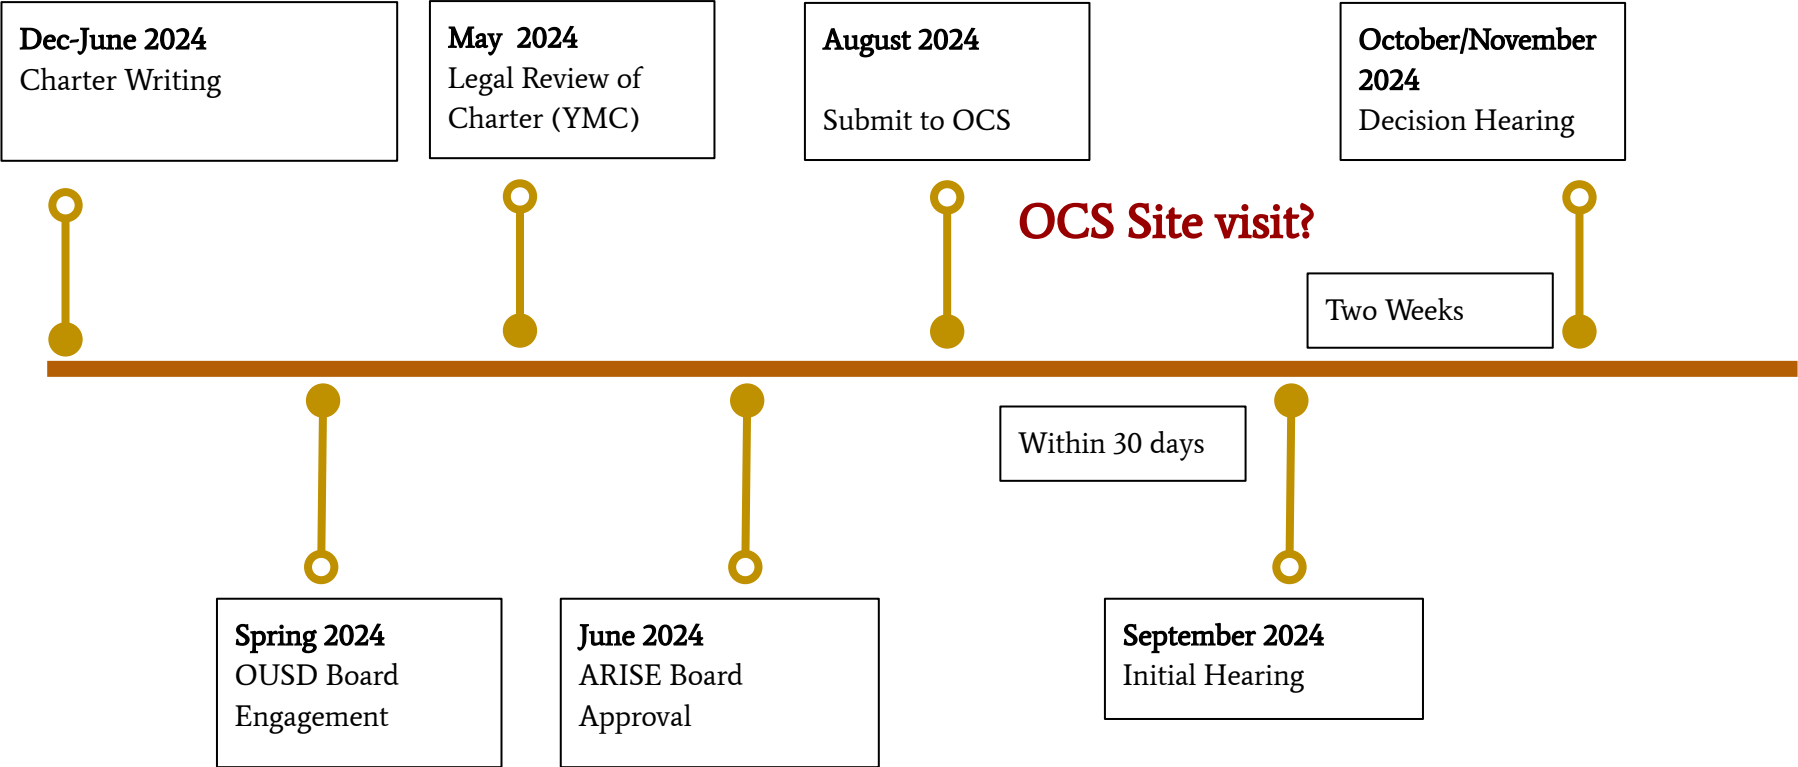 Dec-June 2024
Charter Writing
May  2024
Legal Review of
Charter (YMC)
August 2024
Submit to OCS
October/November
2024
Decision Hearing
OCS Site visit?
Two Weeks
Within 30 days
Spring 2024
OUSD Board
Engagement
June 2024
ARISE Board
Approval
September 2024
Initial Hearing